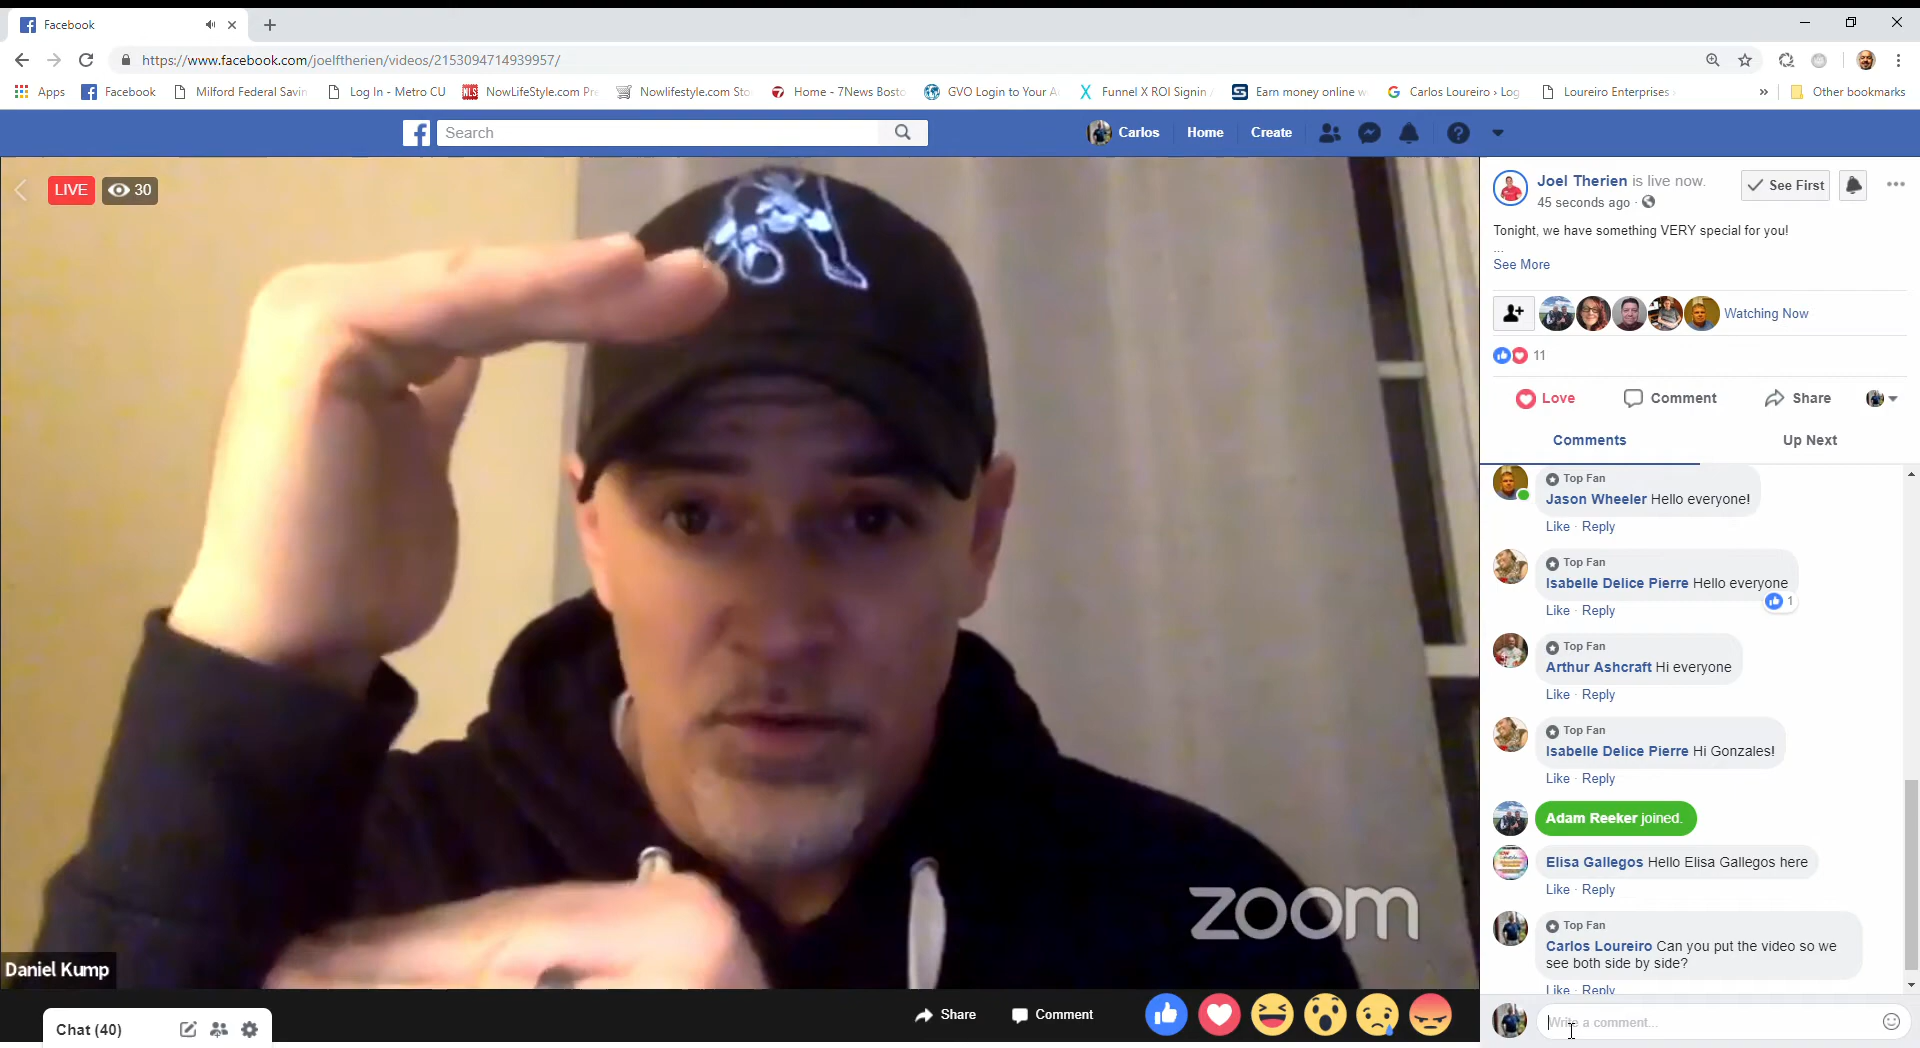 Facebook
https://www.facebook.com/joelftherien/videos/2153094714939957/
Apps
Facebook
Milford Federal Savin
Log In - Metro CU
NLS
NowLifeStyle.com Pr
Nowlifestyle.com Sto
Home - 7News Bosto
GVO Login to Your A
Funnel X ROI Signin
Earn money online w
Carlos Loureiro › Log
Loureiro Enterprises
» Other bookmarks
Search
Carlos
Home
Create
LIVE
30
Joel Therien is live now.
45 seconds ago ·
See First
Tonight, we have something VERY special for you!
...
See More
Watching Now
11
Love
Comment
Share
Comments
Up Next
Top Fan
Jason Wheeler Hello everyone!
Like · Reply
Top Fan
Isabelle Delice Pierre Hello everyone
1
Like · Reply
Top Fan
Arthur Ashcraft Hi everyone
Like · Reply
Top Fan
Isabelle Delice Pierre Hi Gonzales!
Like · Reply
Adam Reeker joined.
Elisa Gallegos Hello Elisa Gallegos here
Like · Reply
Top Fan
Carlos Loureiro Can you put the video so we
see both side by side?
Like · Reply
Write a comment...
zoom
Daniel Kump
Share
Comment
Chat (40)